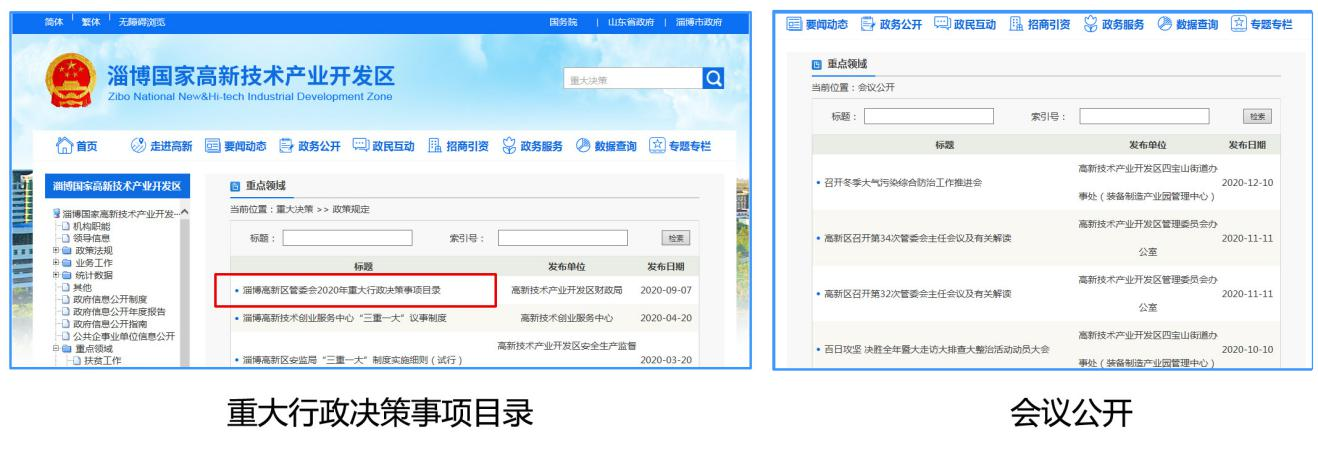 简体 繁体 无障碍浏览 国务院 | 山东省政府 | 淄博市政府
淄博国家高新技术产业开发区
Zibo National New&Hi-tech Industrial Development Zone
重大决策
首页 走进高新 要闻动态 政务公开 政民互动 招商引资 政务服务 数据查询 专题专栏
淄博国家高新技术产业开发区
淄博国家高新技术产业开发...
机构职能
领导信息
政策法规
业务工作
统计数据
其他
政府信息公开制度
政府信息公开年度报告
政府信息公开指南
公共企事业单位信息公开
重点领域
扶贫工作
重点领域
当前位置：重大决策 >> 政策规定
标题： 索引号： 检索
标题 发布单位 发布日期
• 淄博高新区管委会2020年重大行政决策事项目录 高新技术产业开发区财政局 2020-09-07
• 淄博高新技术创业服务中心“三重一大”议事制度 高新技术创业服务中心 2020-04-20
高新技术产业开发区安全生产监督
• 淄博高新区安监局“三重一大”制度实施细则（试行） 2020-03-20
重大行政决策事项目录
要闻动态 政务公开 政民互动 招商引资 政务服务 数据查询 专题专栏
重点领域
当前位置：会议公开
标题： 索引号： 检索
标题 发布单位 发布日期
高新技术产业开发区四宝山街道办
• 召开冬季大气污染综合防治工作推进会 2020-12-10
事处（装备制造产业园管理中心）
高新技术产业开发区管理委员会办
• 高新区召开第34次管委会主任会议及有关解读 2020-11-11
公室
高新技术产业开发区管理委员会办
• 高新区召开第32次管委会主任会议及有关解读 2020-11-11
公室
高新技术产业开发区四宝山街道办
• 百日攻坚 决胜全年暨大走访大排查大整治活动动员大会 2020-10-10
事处（装备制造产业园管理中心）
会议公开